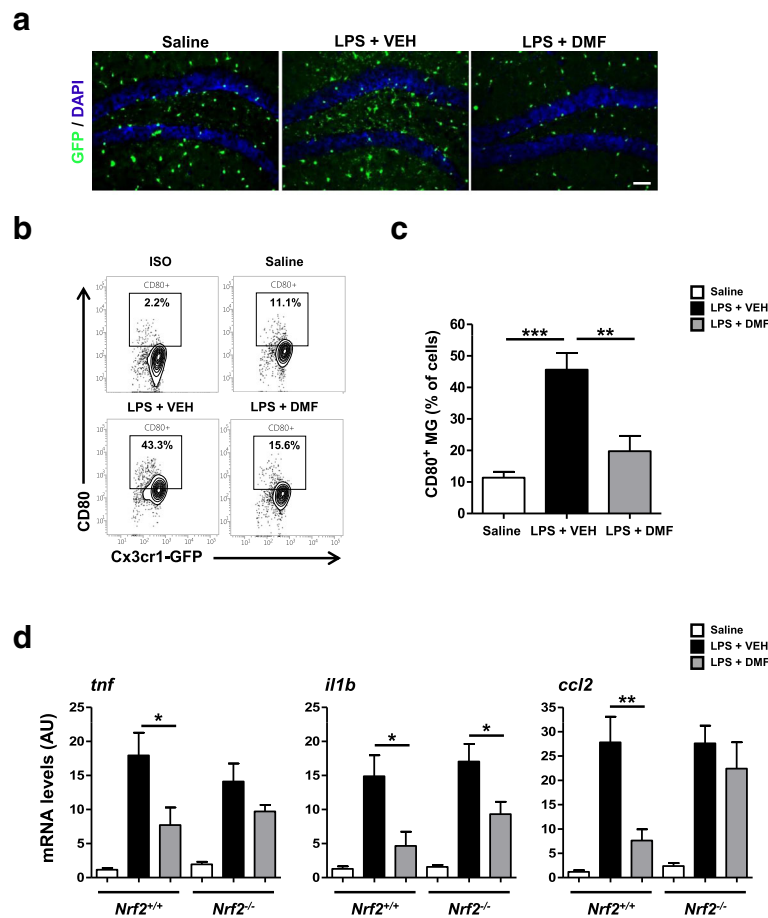 a
Saline LPS + VEH LPS + DMF
GFP / DAPI
b
ISO Saline
CD80+ CD80+
2.2% 11.1%
LPS + VEH LPS + DMF
CD80+ CD80+
43.3% 15.6%
CD80
Cx3cr1-GFP
c
Saline
LPS + VEH
LPS + DMF
CD80+ MG (% of cells)
60
50
40
30
20
10
0
*** **
Saline LPS + VEH LPS + DMF
d
Saline
LPS + VEH
LPS + DMF
mRNA levels (AU)
tnf
25
20
15
10
5
0
*
Nrf2+/+ Nrf2-/-
il1b
25
20
15
10
5
0
* *
Nrf2+/+ Nrf2-/-
ccl2
35
30
25
20
15
10
5
0
**
Nrf2+/+ Nrf2-/-